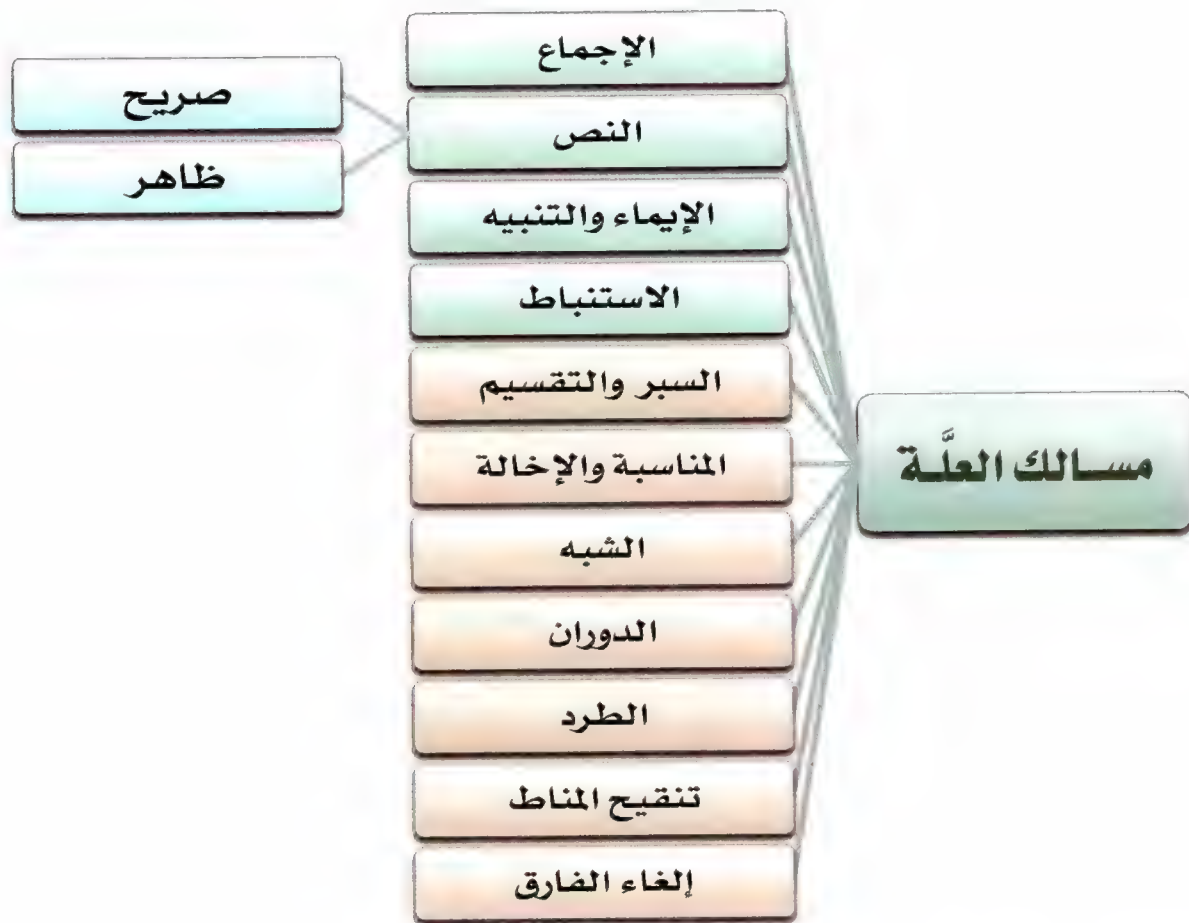 مسالك العلَّة
الإجماع
النص
صريح
ظاهر
الإيماء والتنبيه
الاستنباط
السبر والتقسيم
المناسبة والإخالة
الشبه
الدوران
الطرد
تنقيح المناط
إلغاء الفارق